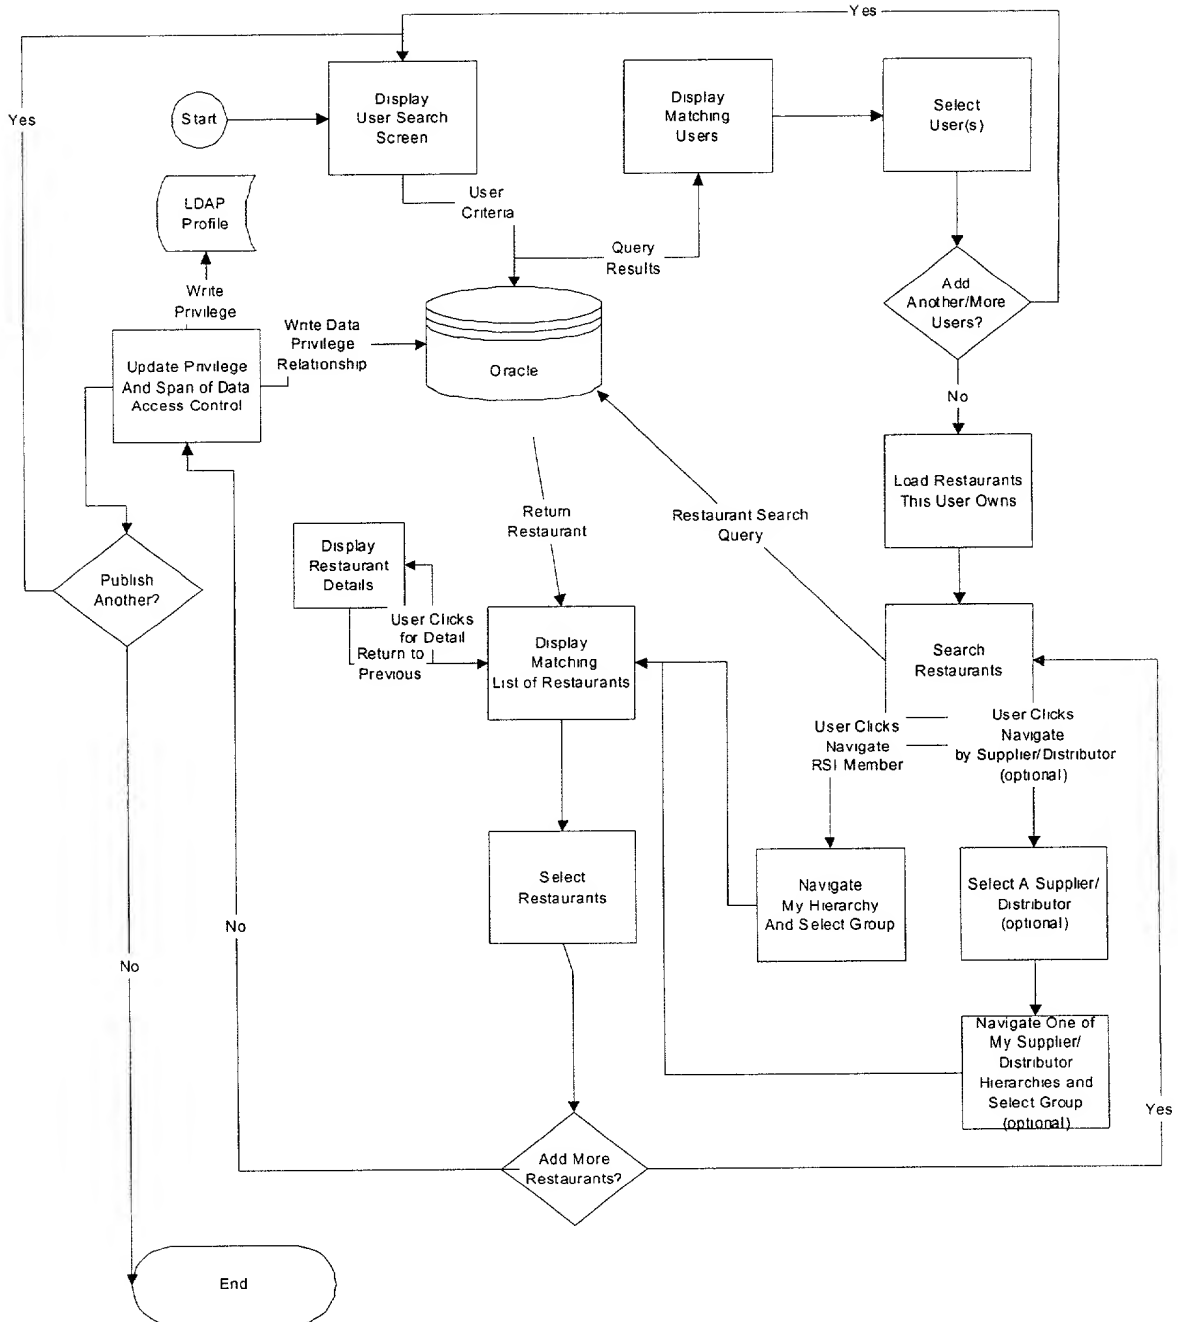 Yes
Yes
Start
Display
User Search
Screen
Display
Matching
Users
Select
User(s)
LDAP
Profile
User
Criteria
Query
Results
Write
Privilege
Add
Another/More
Users?
Write Data
Privilege
Relationship
Update Privilege
And Span of Data
Access Control
Oracle
No
Load Restaurants
This User Owns
Return
Restaurant
Restaurant Search
Query
Display
Restaurant
Details
Publish
Another?
User Clicks
for Detail
Return to
Previous
Display
Matching
List of Restaurants
Search
Restaurants
User Clicks
Navigate
RSI Member
User Clicks
Navigate
by Supplier/Distributor
(optional)
Select
Restaurants
Navigate
My Hierarchy
And Select Group
Select A Supplier/
Distributor
(optional)
No
No
Navigate One of
My Supplier/
Distributor
Hierarchies and
Select Group
(optional)
Yes
Add More
Restaurants?
End